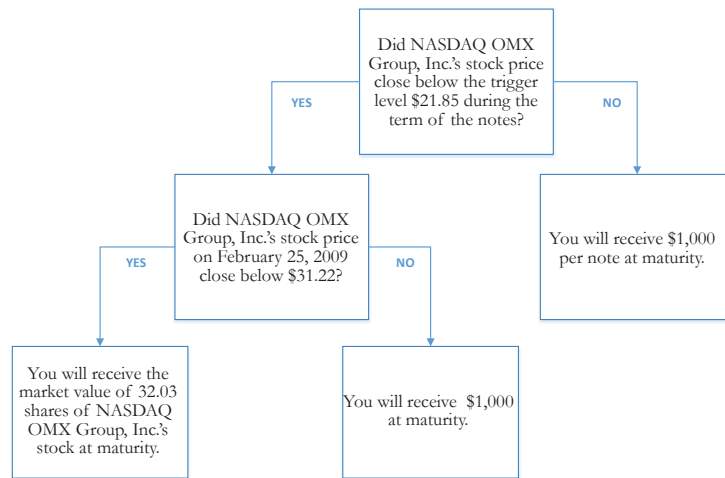 Did NASDAQ OMX
Group, Inc.'s stock price
close below the trigger
level $21.85 during the
term of the notes?
YES
NO
Did NASDAQ OMX
Group, Inc.'s stock price
on February 25, 2009
close below $31.22?
You will receive $1,000
per note at maturity.
YES
NO
You will receive the
market value of 32.03
shares of NASDAQ
OMX Group, Inc.'s
stock at maturity.
You will receive $1,000
at maturity.